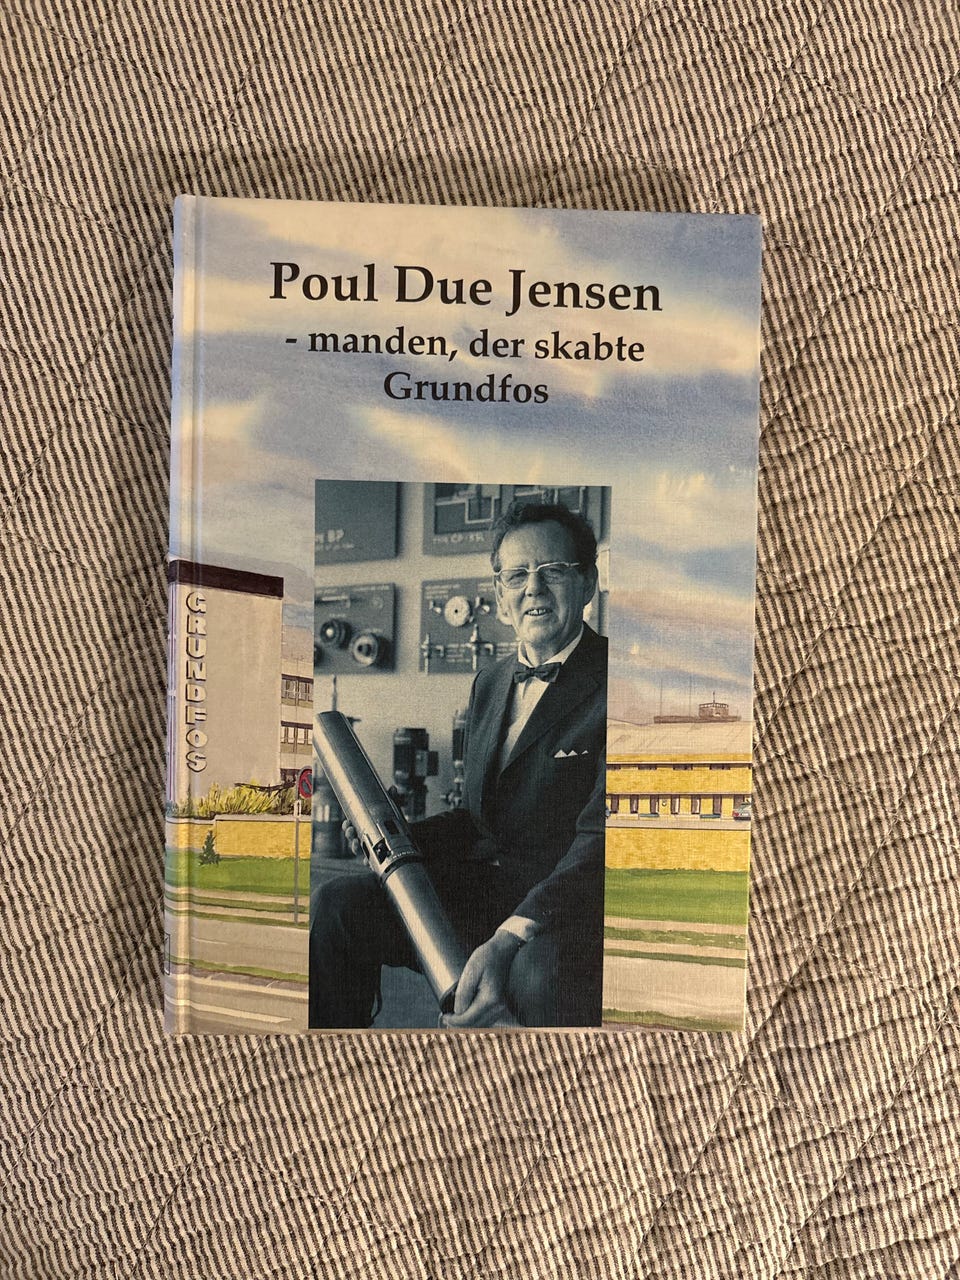 Poul Due Jensen
- manden, der skabte
Grundfos
GRUNDFOS